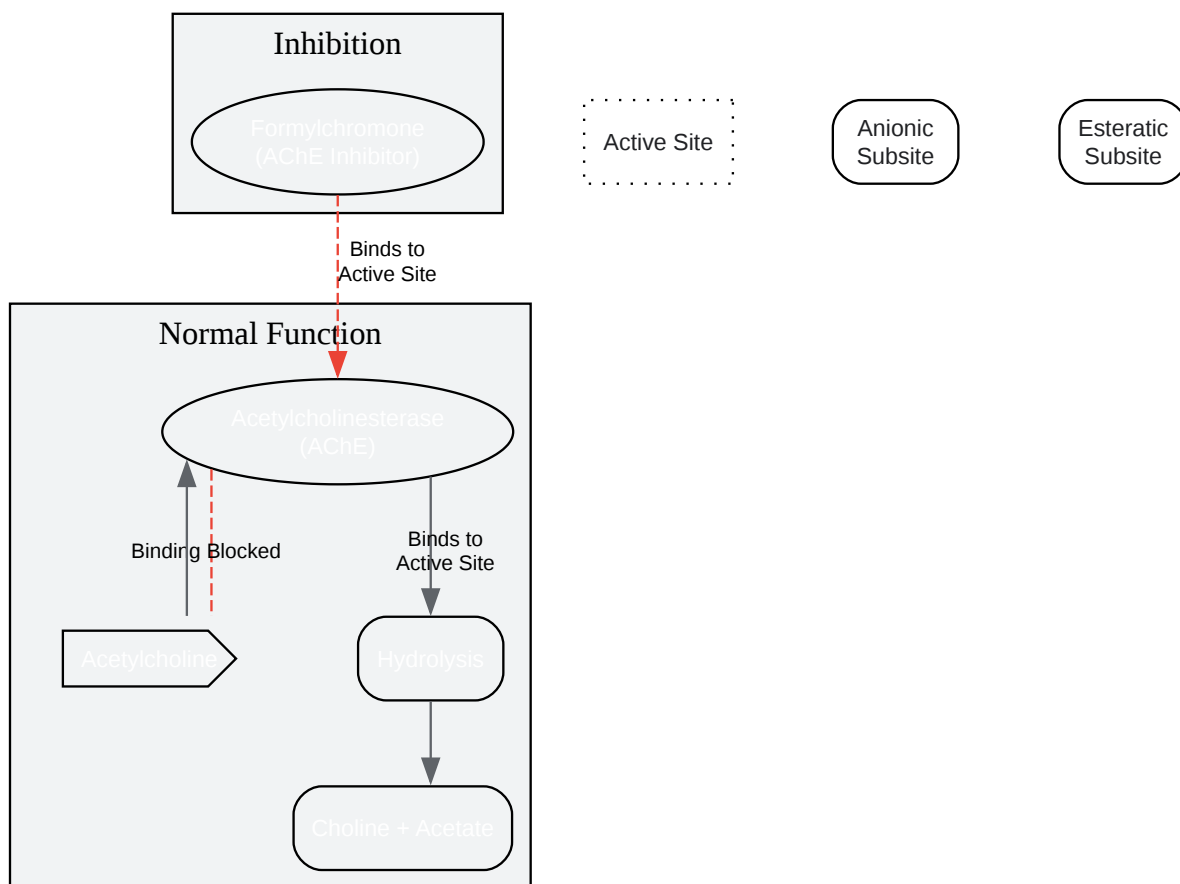 Inhibition
Formylchromone
(AChE Inhibitor)
Active Site
Anionic
Subsite
Esteratic
Subsite
Binds to
Active Site
Normal Function
Acetylcholinesterase
(AChE)
Binding Blocked
Binds to
Active Site
Acetylcholine
Hydrolysis
Choline + Acetate